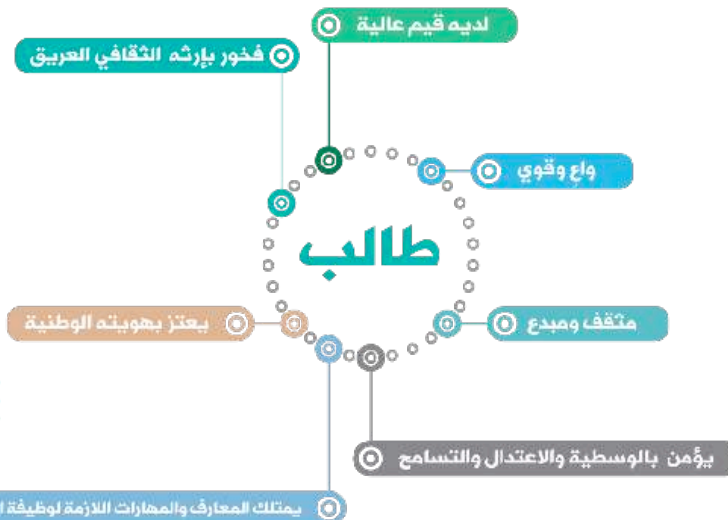 لديه قيم عالية
فخور بإرثه الثقافي العريق
واعٍ وقوي
طالب
يعتز بهويته الوطنية
مثقف ومبدع
يؤمن بالوسطية والاعتدال والتسامح
يمتلك المعارف والمهارات اللازمة لوظيفة